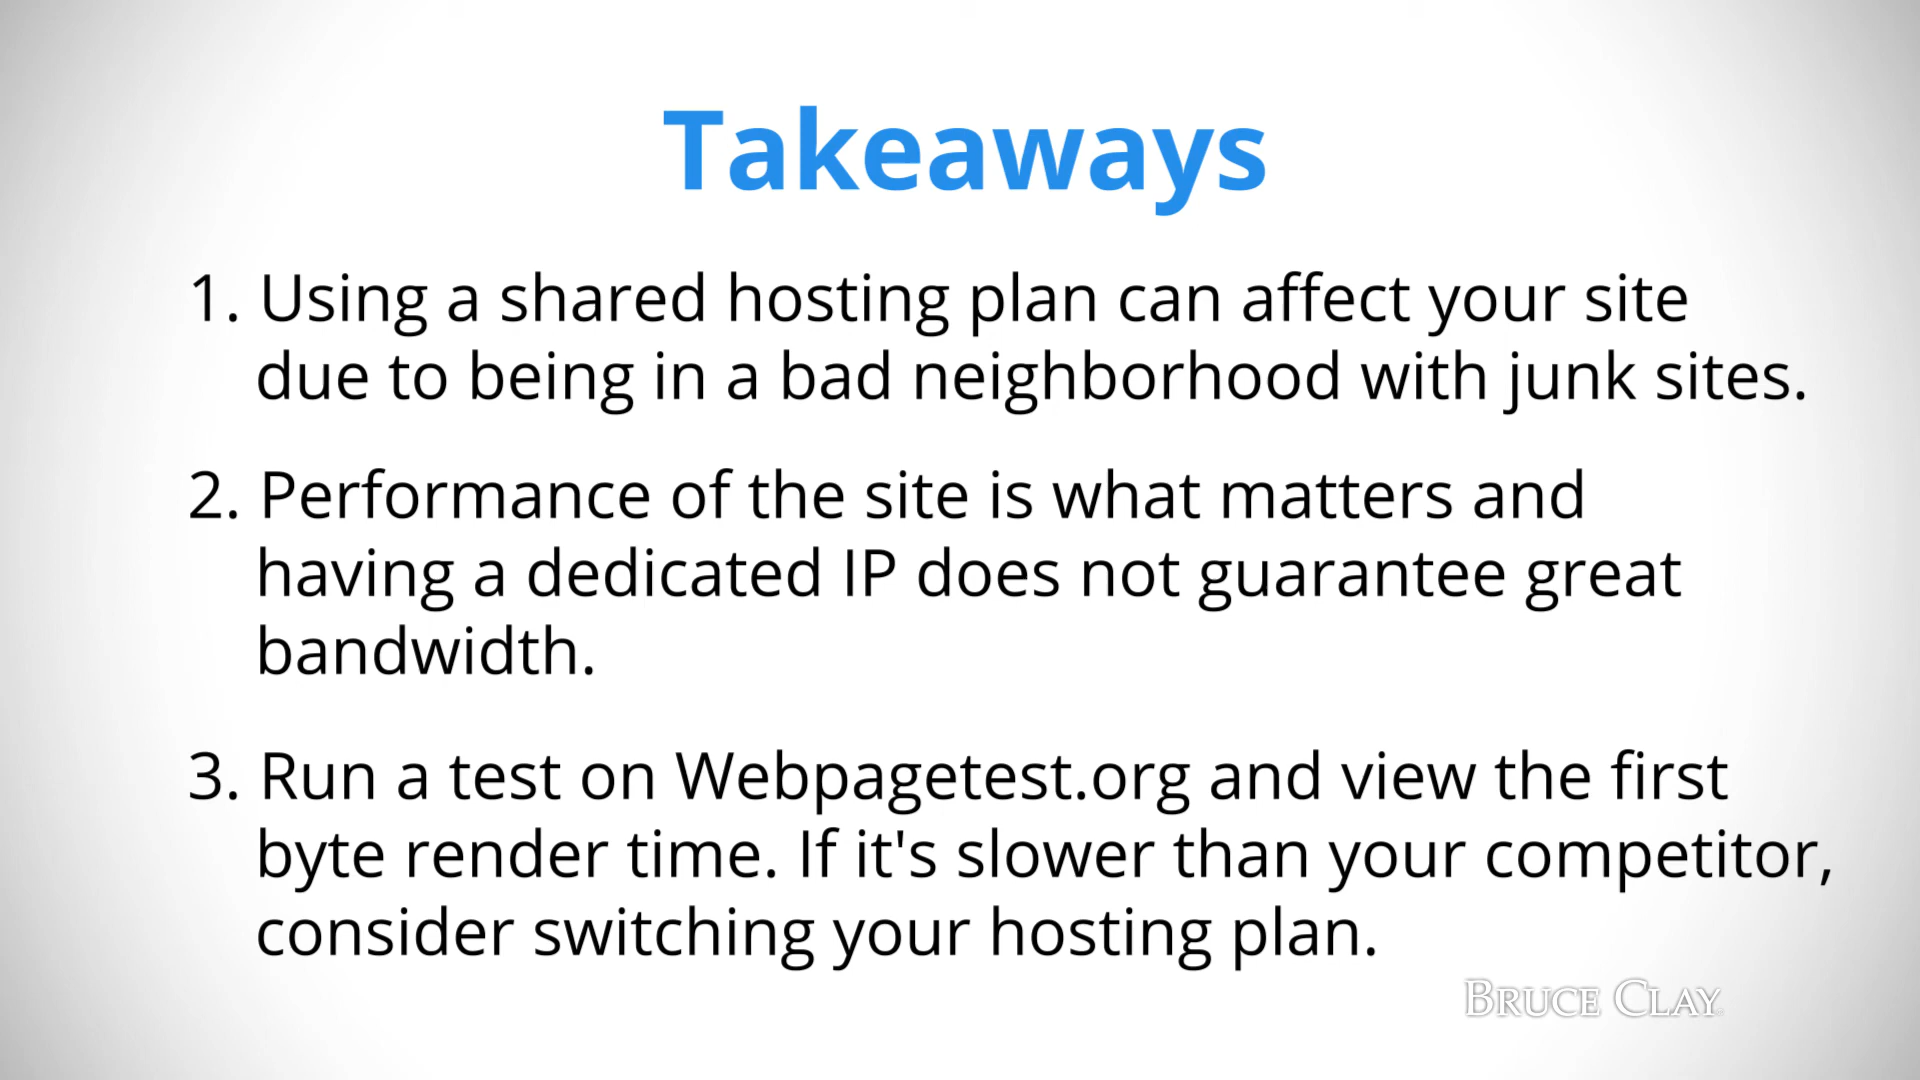 Takeaways
1. Using a shared hosting plan can affect your site
due to being in a bad neighborhood with junk sites.
2. Performance of the site is what matters and
having a dedicated IP does not guarantee great
bandwidth.
3. Run a test on Webpagetest.org and view the first
byte render time. If it's slower than your competitor,
consider switching your hosting plan.
BRUCE CLAY